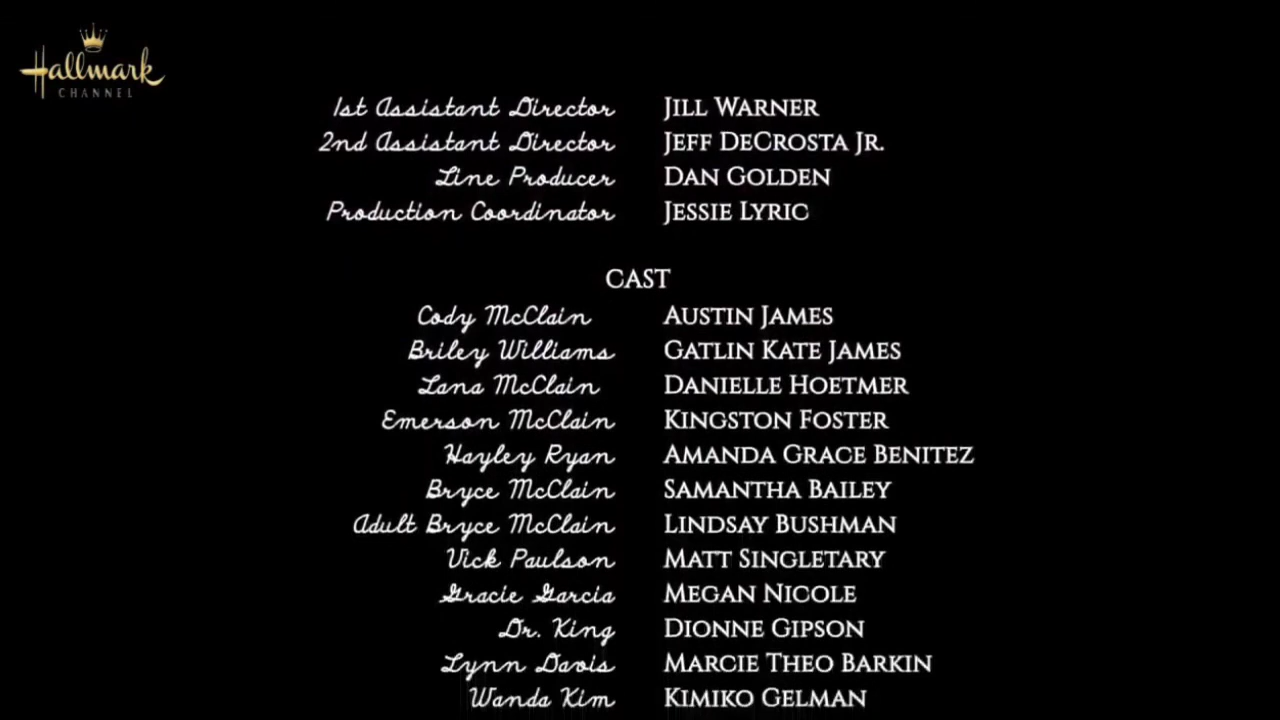 Hallmark
CHANNEL
1st Assistant Director JILL WARNER
2nd Assistant Director JEFF DECROSTA JR.
Line Producer DAN GOLDEN
Production Coordinator JESSIE LYRIC
CAST
Cody McClain AUSTIN JAMES
Briley Williams GATLIN KATE JAMES
Lana McClain DANIELLE HOETMER
Emerson McClain KINGSTON FOSTER
Hayley Ryan AMANDA GRACE BENITEZ
Bryce McClain SAMANTHA BAILEY
Adult Bryce McClain LINDSAY BUSHMAN
Vick Paulson MATT SINGLETARY
Gracie Garcia MEGAN NICOLE
Dr. King DIONNE GIPSON
Lynn Davis MARCIE THEO BARKIN
Wanda Kim KIMIKO GELMAN